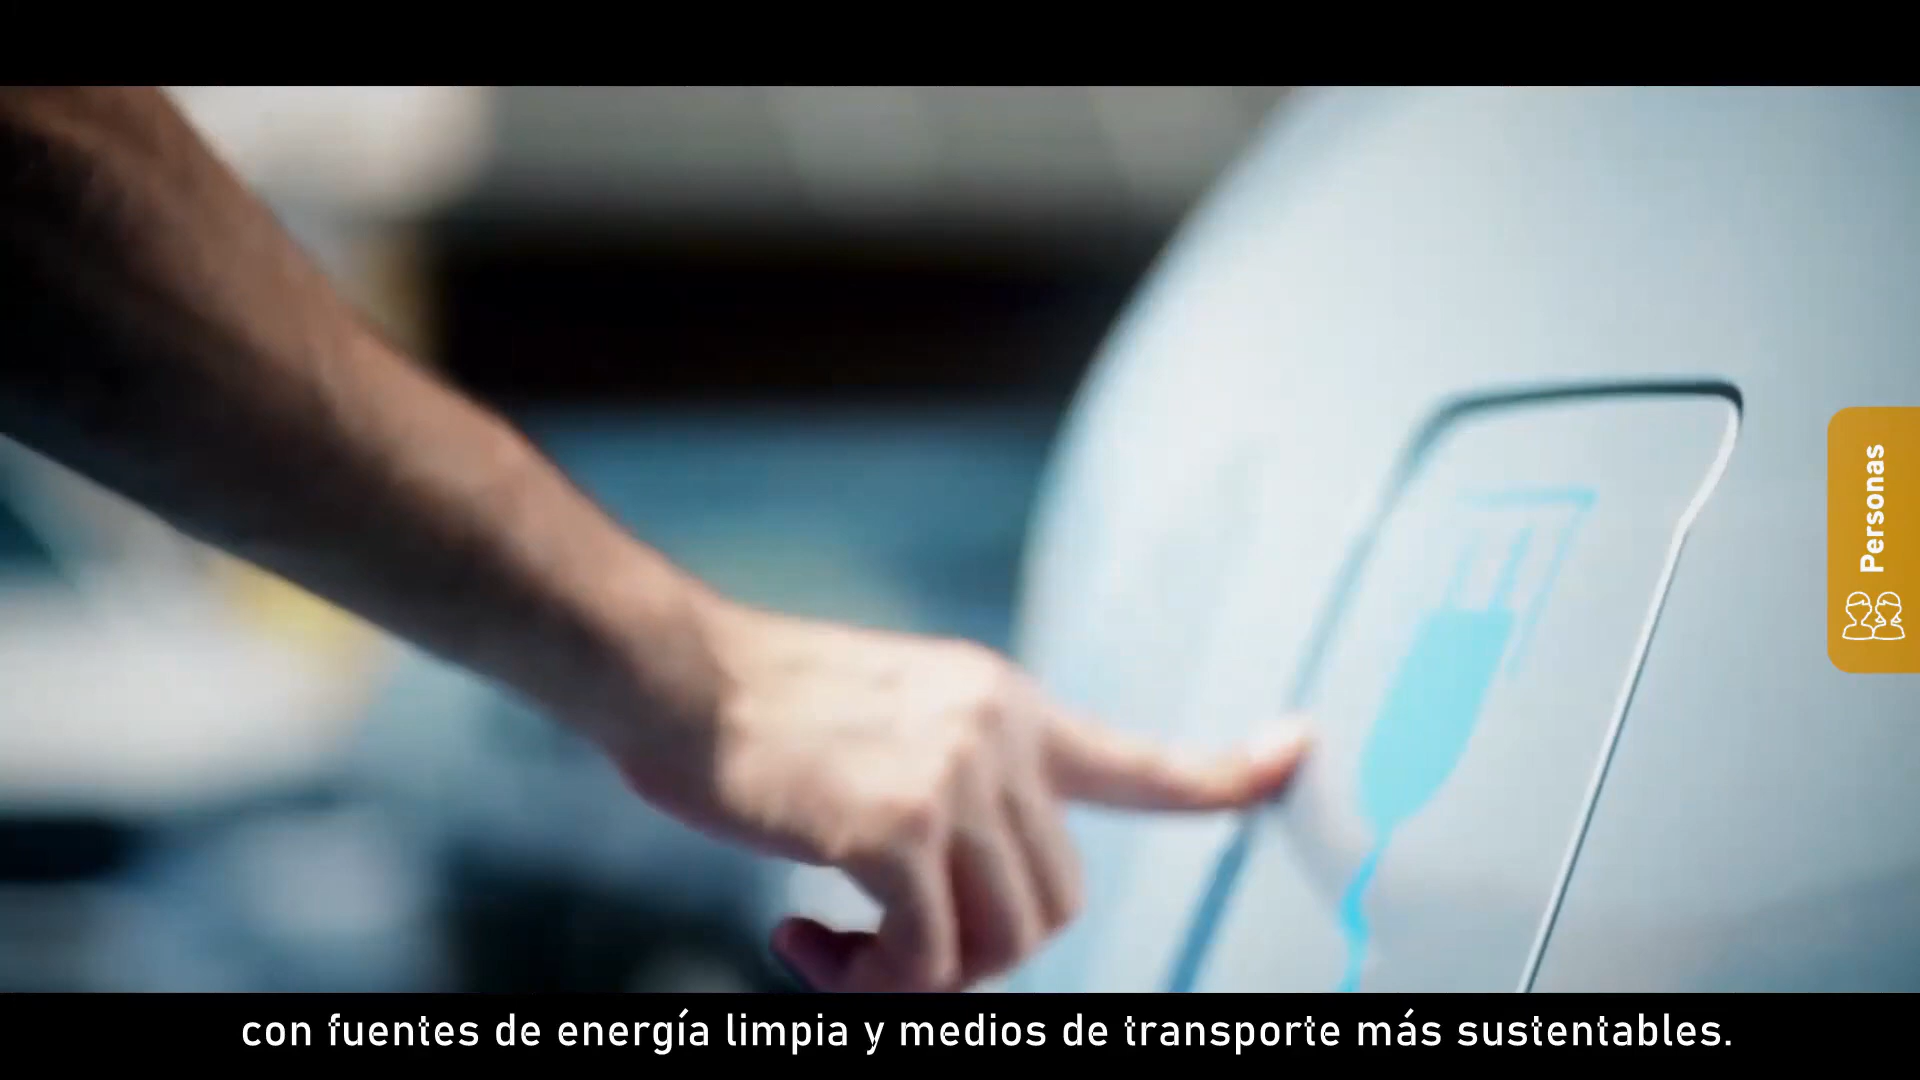 Personas
con fuentes de energía limpia y medios de transporte más sustentables.